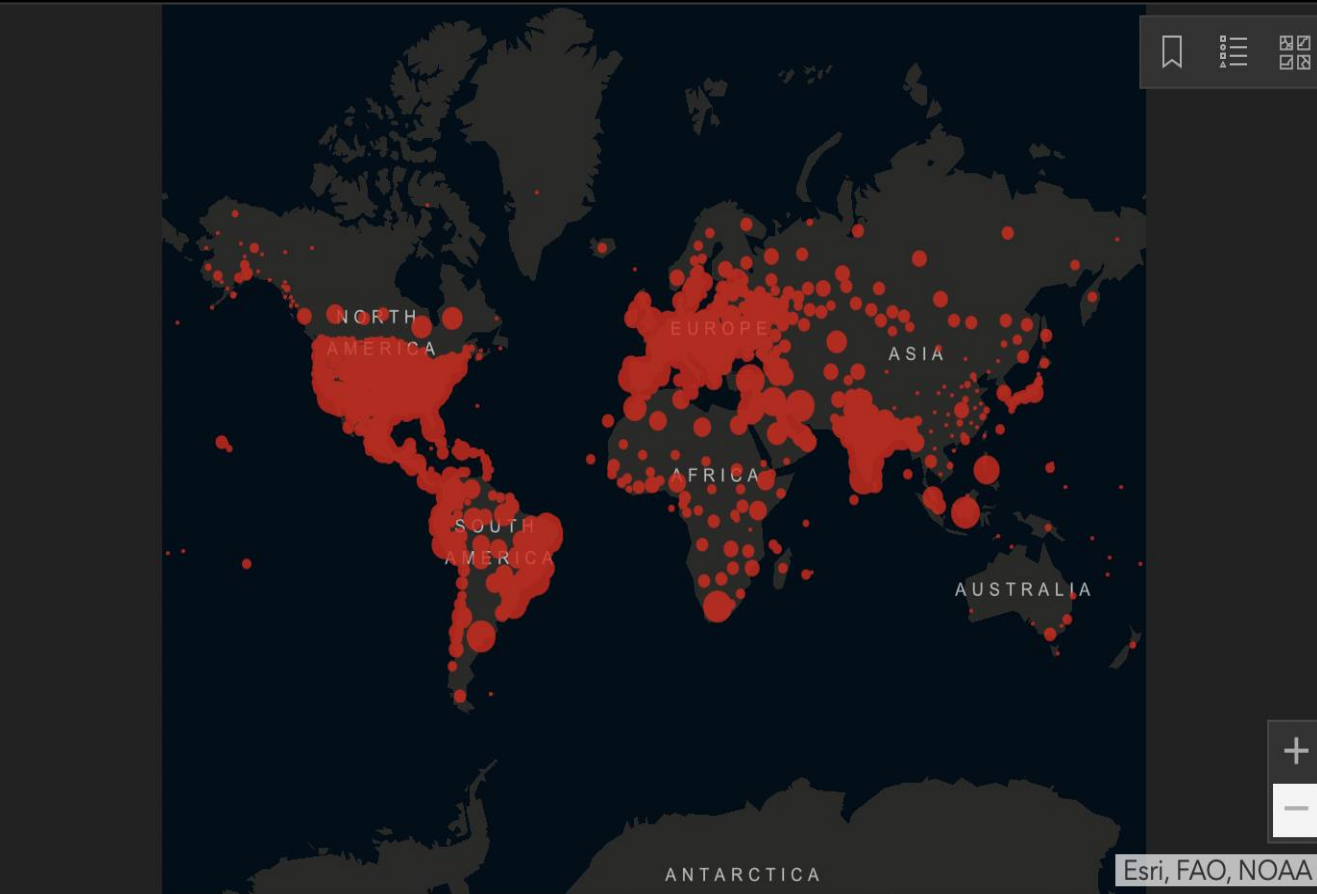 NORTH
AMERICA
EUROPE
ASIA
AFRICA
SOUTH
AMERICA
AUSTRALIA
ANTARCTICA
Esri, FAO, NOAA